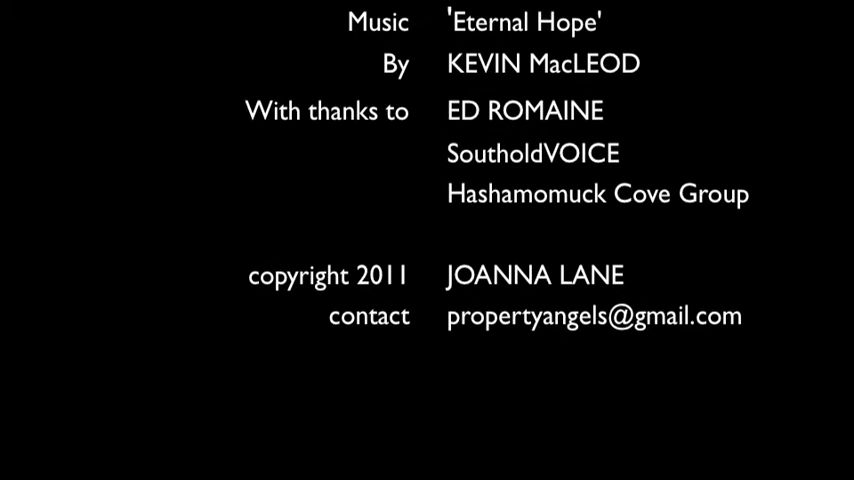 Music 'Eternal Hope'
By KEVIN MacLEOD
With thanks to ED ROMAINE
SoutholdVOICE
Hashamomuck Cove Group
copyright 2011 JOANNA LANE
contact propertyangels@gmail.com